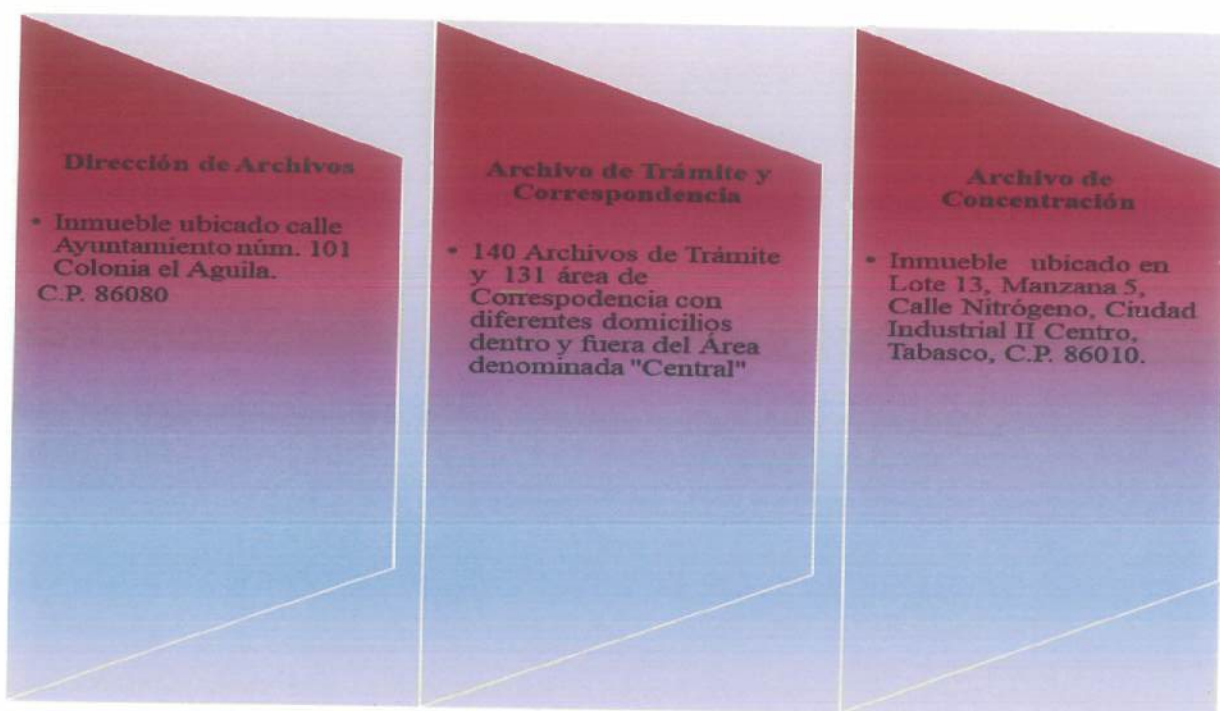 Dirección de Archivos
• Inmueble ubicado calle
Ayuntamiento núm. 101
Colonia el Aguila.
C.P. 86080
Archivo de Trámite y
Correspondencia
• 140 Archivos de Trámite
y 131 área de
Correspodencia con
diferentes domicilios
dentro y fuera del Área
denominada "Central"
Archivo de
Concentración
• Inmueble ubicado en
Lote 13, Manzana 5,
Calle Nitrógeno, Ciudad
Industrial II Centro,
Tabasco, C.P. 86010.